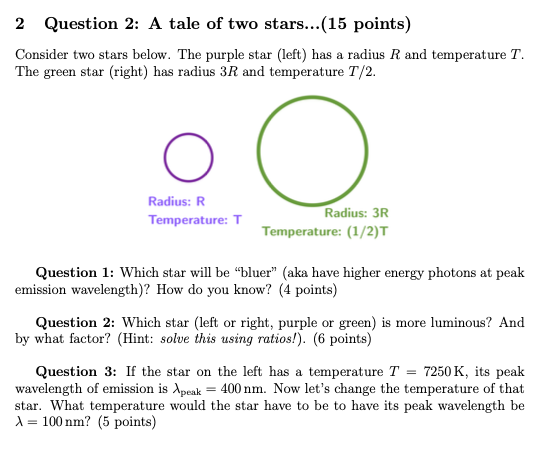 2 Question 2: A tale of two stars...(15 points)
Consider two stars below. The purple star (left) has a radius R and temperature T.
The green star (right) has radius 3R and temperature T/2.
Radius: R
Temperature: T
Radius: 3R
Temperature: (1/2)T
Question 1: Which star will be “bluer” (aka have higher energy photons at peak
emission wavelength)? How do you know? (4 points)
Question 2: Which star (left or right, purple or green) is more luminous? And
by what factor? (Hint: solve this using ratios!). (6 points)
Question 3: If the star on the left has a temperature T = 7250 K, its peak
wavelength of emission is λpeak = 400 nm. Now let’s change the temperature of that
star. What temperature would the star have to be to have its peak wavelength be
λ = 100 nm? (5 points)